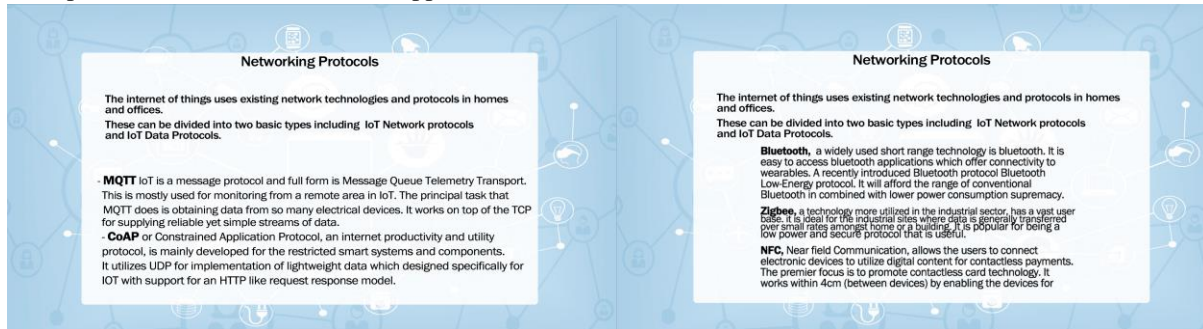 Networking Protocols
The internet of things uses existing network technologies and protocols in homes
and offices.
These can be divided into two basic types including IoT Network protocols
and IoT Data Protocols.
- MQTT IoT is a message protocol and full form is Message Queue Telemetry Transport.
This is mostly used for monitoring from a remote area in IoT. The principal task that
MQTT does is obtaining data from so many electrical devices. It works on top of the TCP
for supplying reliable yet simple streams of data.
- CoAP or Constrained Application Protocol, an internet productivity and utility
protocol, is mainly developed for the restricted smart systems and components.
It utilizes UDP for implementation of lightweight data which designed specifically for
IOT with support for an HTTP like request response model.
Networking Protocols
The internet of things uses existing network technologies and protocols in homes
and offices.
These can be divided into two basic types including IoT Network protocols
and IoT Data Protocols.
Bluetooth, a widely used short range technology is bluetooth. It is
easy to access bluetooth applications which offer connectivity to
wearables. A recently introduced Bluetooth protocol Bluetooth
Low-Energy protocol. It will afford the range of conventional
Bluetooth in combined with lower power consumption supremacy.
Zigbee, a technology more utilized in the industrial sector, has a vast user
base. it is ideal for the industrial sites where data is generally transferred
over small rates amongst home or a building. It is popular for being a
low power and secure protocol that is useful.
NFC, Near field Communication, allows the users to connect
electronic devices to utilize digital content for contactless payments.
The premier focus is to promote contactless card technology. It
works within 4cm (between devices) by enabling the devices for